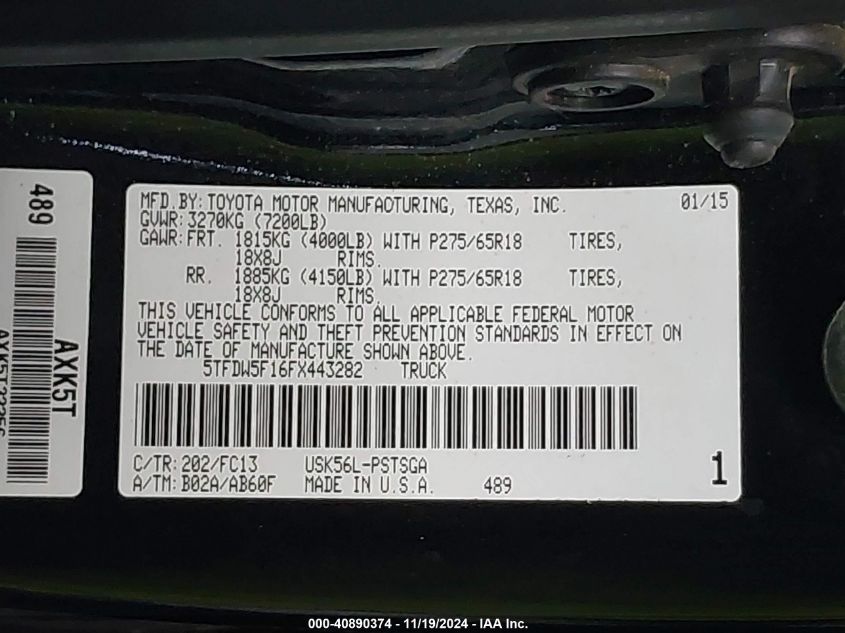 MFD.BY:TOYOTA MOTOR MANUFACTURING, TEXAS, INC. 01/15
GVWR:3270KG (7200LB)
GAWR:FRT. 1815KG (4000LB) WITH P275/65R18 TIRES,
18X8J RIMS.
RR. 1885KG (4150LB) WITH P275/65R18 TIRES,
18X8J RIMS.
THIS VEHICLE CONFORMS TO ALL APPLICABLE FEDERAL MOTOR
VEHICLE SAFETY AND THEFT PREVENTION STANDARDS IN EFFECT ON
THE DATE OF MANUFACTURE SHOWN ABOVE.
5TFDW5F16FX443282 TRUCK
C/TR:202/FC13 USK56L-PSTSGA
A/TM:B02A/AB60F MADE IN U.S.A. 489 1
489
AXK5T
000-40890374 - 11/19/2024 - IAA Inc.